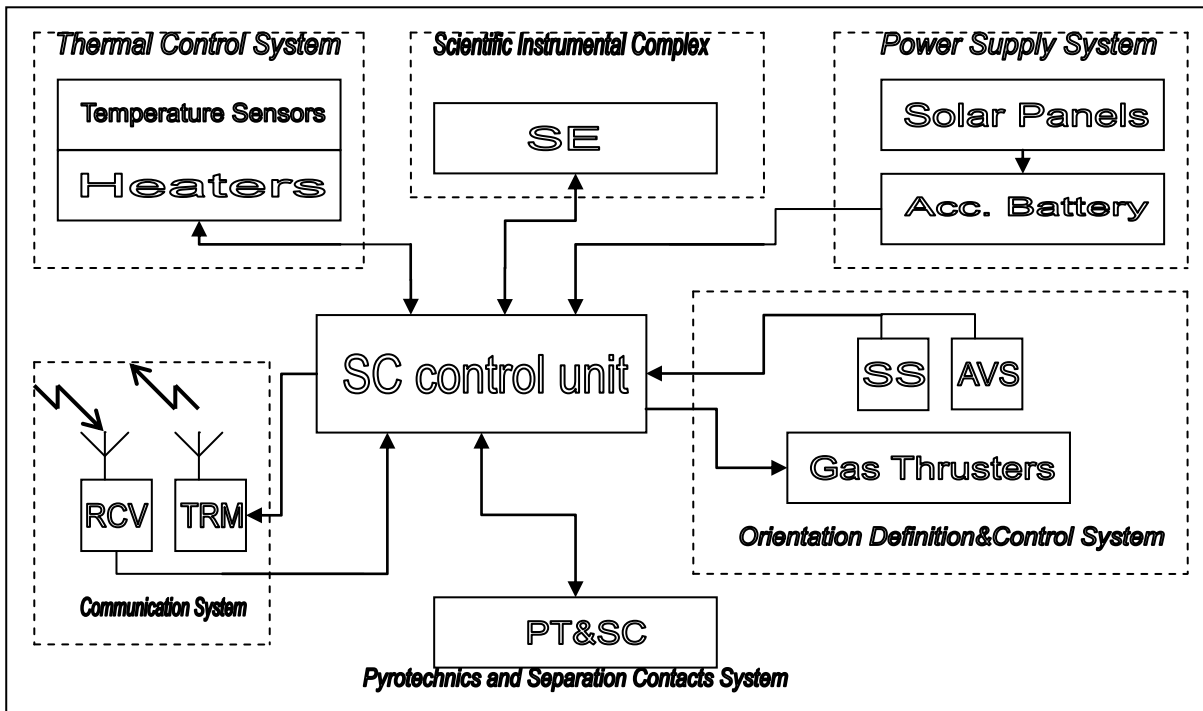 Thermal Control System
Temperature Sensors
Heaters
Scientific Instrumental Complex
SE
Power Supply System
Solar Panels
Acc. Battery
SC control unit
SS
AVS
Gas Thrusters
Orientation Definition&Control System
RCV
TRM
Communication System
PT&SC
Pyrotechnics and Separation Contacts System